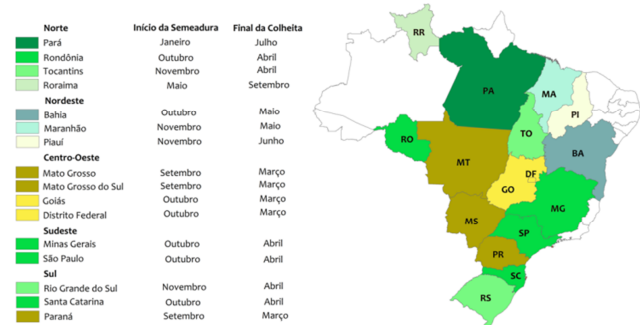 Norte Início da Semeadura Final da Colheita
Pará Janeiro Julho
Rondônia Outubro Abril
Tocantins Novembro Abril
Roraima Maio Setembro
Nordeste
Bahia Outubro Maio
Maranhão Novembro Maio
Piauí Novembro Junho
Centro-Oeste
Mato Grosso Setembro Março
Mato Grosso do Sul Setembro Março
Goiás Outubro Março
Distrito Federal Outubro Março
Sudeste
Minas Gerais Outubro Abril
São Paulo Outubro Abril
Sul
Rio Grande do Sul Novembro Abril
Santa Catarina Outubro Abril
Paraná Setembro Março
RR
PA
MA
PI
RO
TO
BA
MT
DF
GO
MG
MS
SP
PR
SC
RS